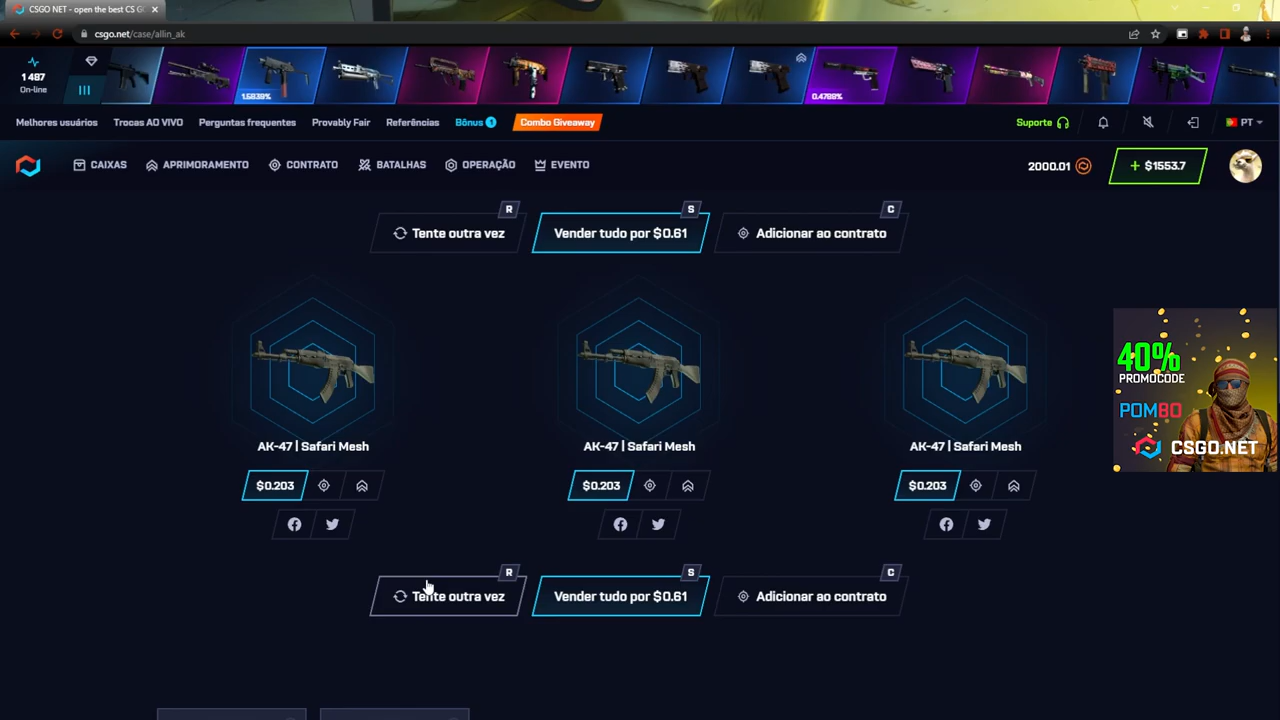 CSGO NET - open the best CS G
csgo.net/case/allin_ak
1 487
On-line
1.5839%
0.4788%
Melhores usuários Trocas AO VIVO Perguntas frequentes Provably Fair Referências Bônus 1 Combo Giveaway Suporte PT
CAIXAS APRIMORAMENTO CONTRATO BATALHAS OPERAÇÃO EVENTO 2000.01 + $1553.7
R S C
Tente outra vez Vender tudo por $0.61 Adicionar ao contrato
40%
PROMOCODE
POMBO
CSGO.NET
AK-47 | Safari Mesh AK-47 | Safari Mesh AK-47 | Safari Mesh
$0.203 $0.203 $0.203
R S C
Tente outra vez Vender tudo por $0.61 Adicionar ao contrato